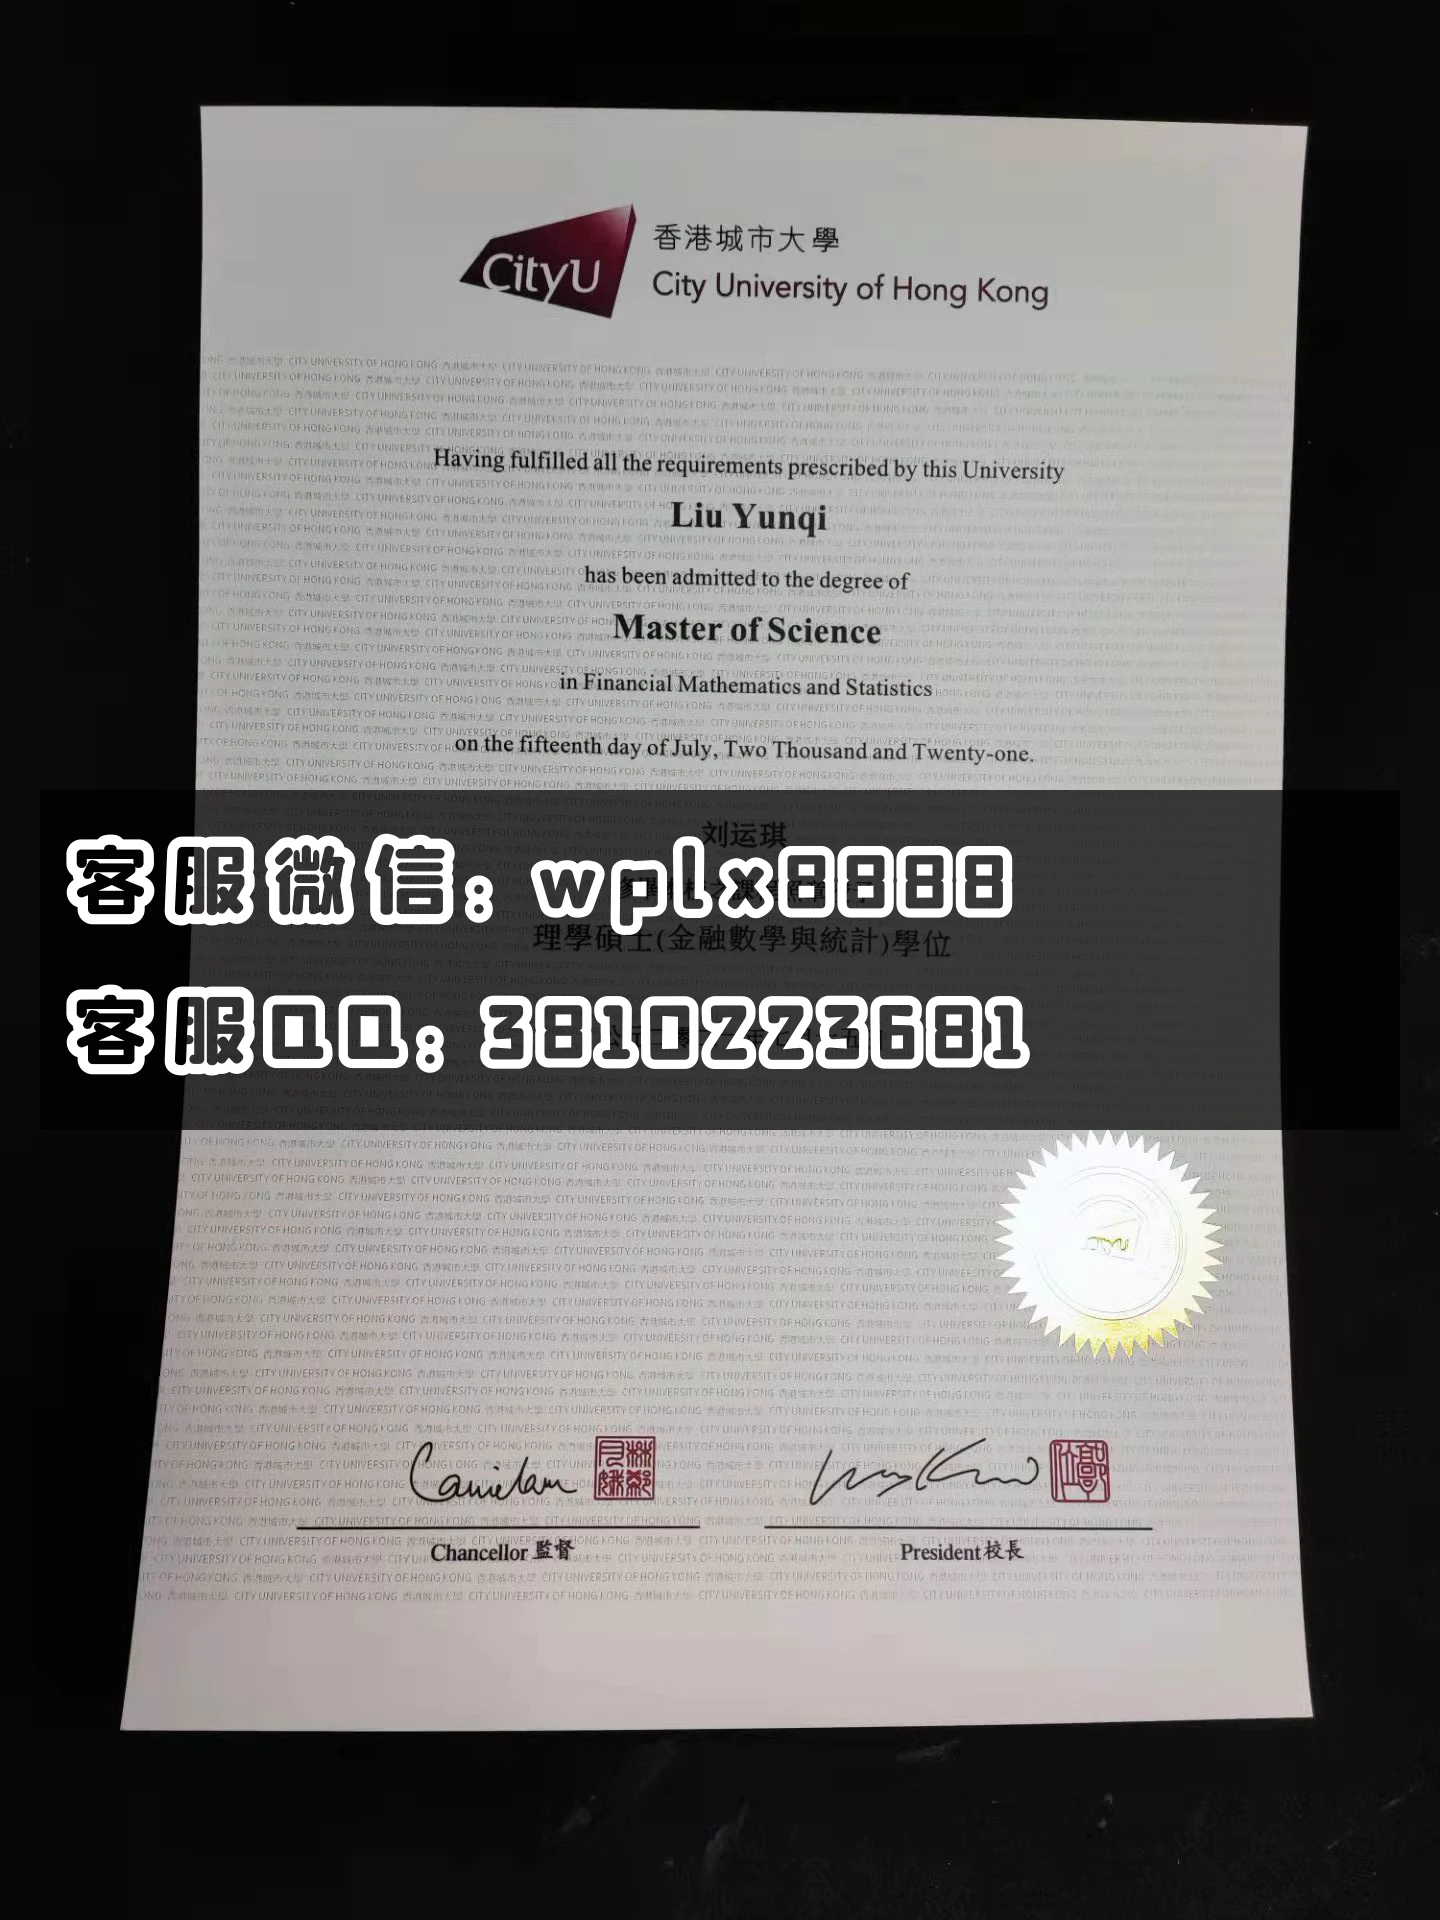 香港城市大學
CityU
City University of Hong Kong
Having fulfilled all the requirements prescribed by this University
Liu Yunqi
has been admitted to the degree of
Master of Science
in Financial Mathematics and Statistics
on the fifteenth day of July, Two Thousand and Twenty-one.
刘运琪
客服微信: wplx8888
理學碩士(金融數學與統計)學位
客服QQ: 3810223681
Chancellor 監督
President 校長